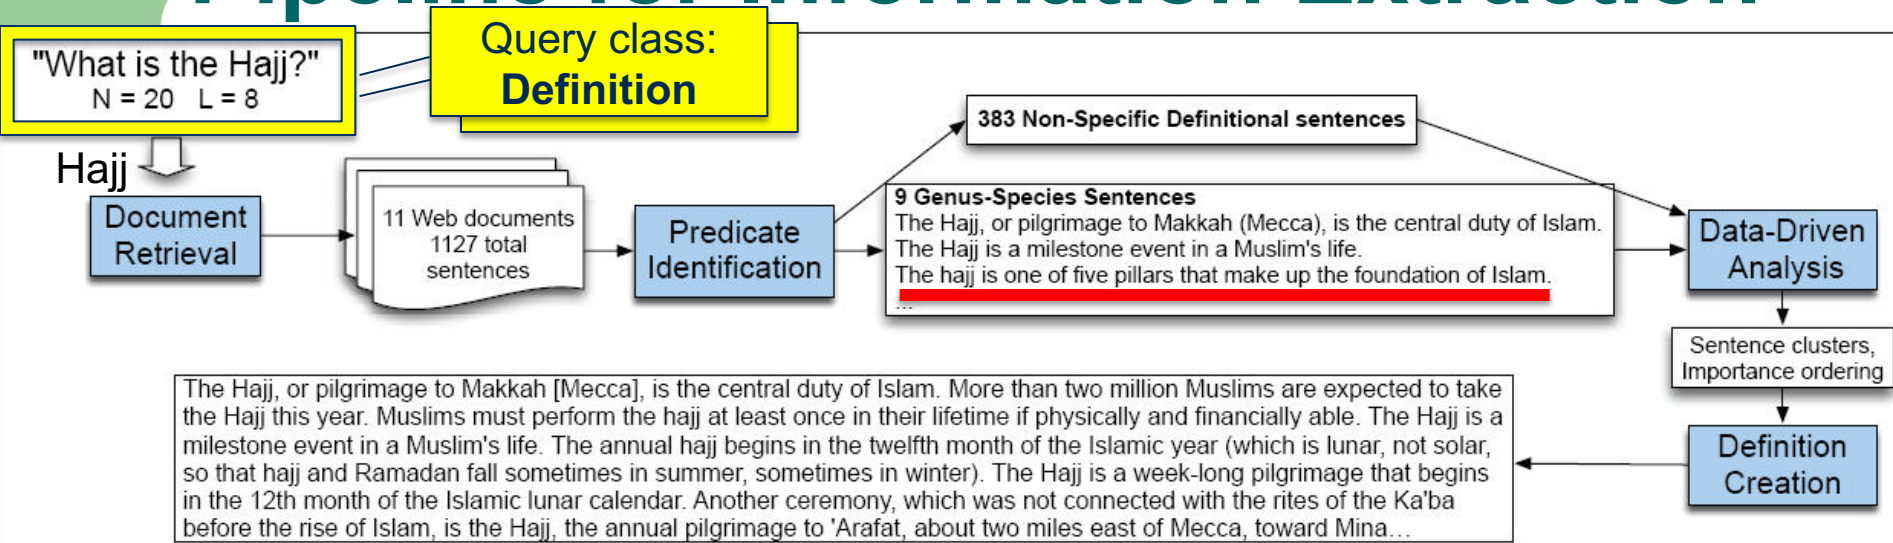 Pipeline for Information Extraction
"What is the Hajj?"
N = 20 L = 8
Query class:
Definition
Hajj
Document
Retrieval
11 Web documents
1127 total
sentences
Predicate
Identification
383 Non-Specific Definitional sentences
9 Genus-Species Sentences
The Hajj, or pilgrimage to Makkah (Mecca), is the central duty of Islam.
The Hajj is a milestone event in a Muslim's life.
The hajj is one of five pillars that make up the foundation of Islam.
...
Data-Driven
Analysis
Sentence clusters,
Importance ordering
Definition
Creation
The Hajj, or pilgrimage to Makkah [Mecca], is the central duty of Islam. More than two million Muslims are expected to take
the Hajj this year. Muslims must perform the hajj at least once in their lifetime if physically and financially able. The Hajj is a
milestone event in a Muslim's life. The annual hajj begins in the twelfth month of the Islamic year (which is lunar, not solar,
so that hajj and Ramadan fall sometimes in summer, sometimes in winter). The Hajj is a week-long pilgrimage that begins
in the 12th month of the Islamic lunar calendar. Another ceremony, which was not connected with the rites of the Ka'ba
before the rise of Islam, is the Hajj, the annual pilgrimage to 'Arafat, about two miles east of Mecca, toward Mina...